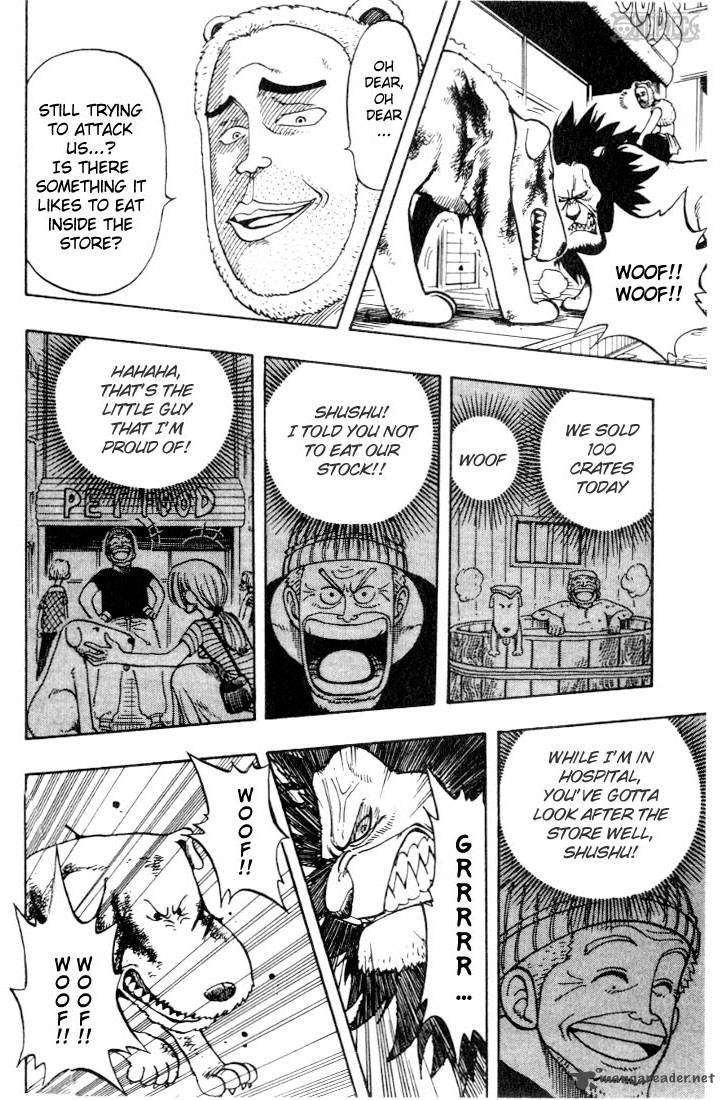 WOOF!!
WOOF!!
OH
DEAR,
OH
DEAR
...
STILL TRYING
TO ATTACK
US...?
IS THERE
SOMETHING IT
LIKES TO EAT
INSIDE THE
STORE?
WE SOLD
100
CRATES
TODAY
WOOF
SHUSHU!
I TOLD YOU NOT
TO EAT OUR
STOCK!!
HAHAHA,
THAT'S THE
LITTLE GUY
THAT I'M
PROUD OF!
PET FOOD
WHILE I'M IN
HOSPITAL,
YOU'VE GOTTA
LOOK AFTER THE
STORE WELL,
SHUSHU!
GRRRRRR...
WOOF!!
WOOF!!
WOOF!!
mangareader.net